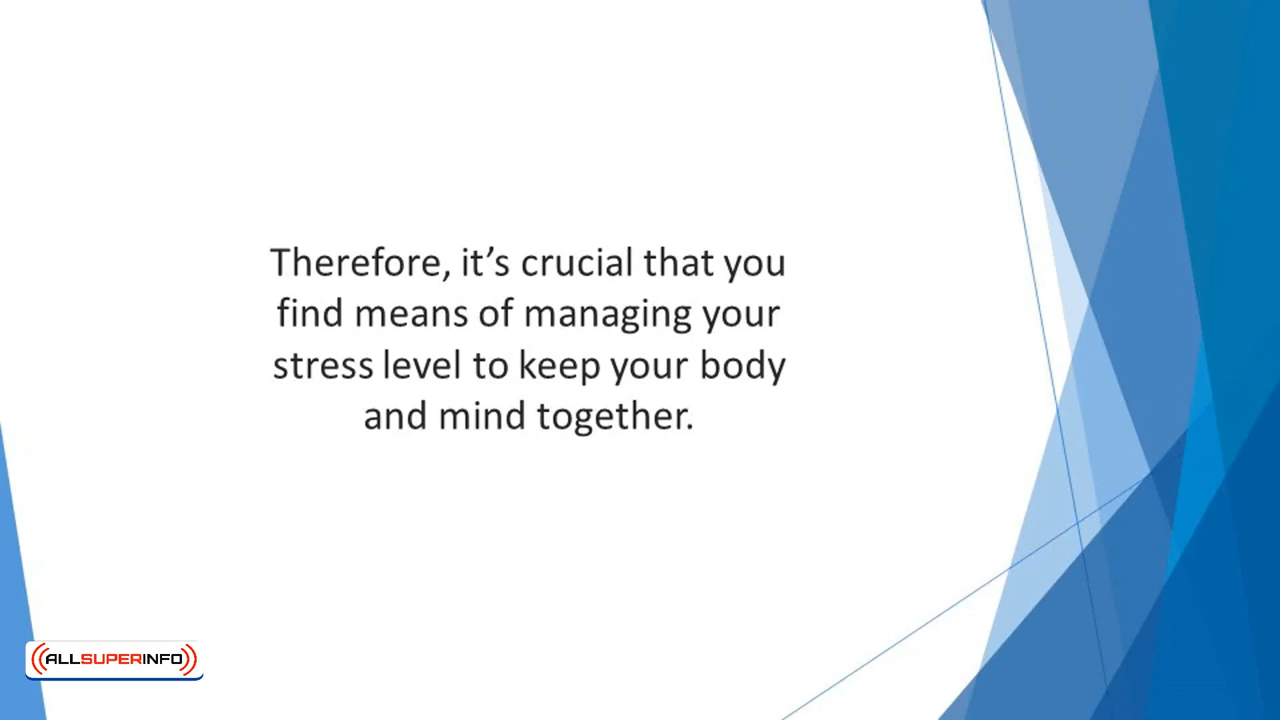 Therefore, it’s crucial that you
find means of managing your
stress level to keep your body
and mind together.
ALLSUPERINFO